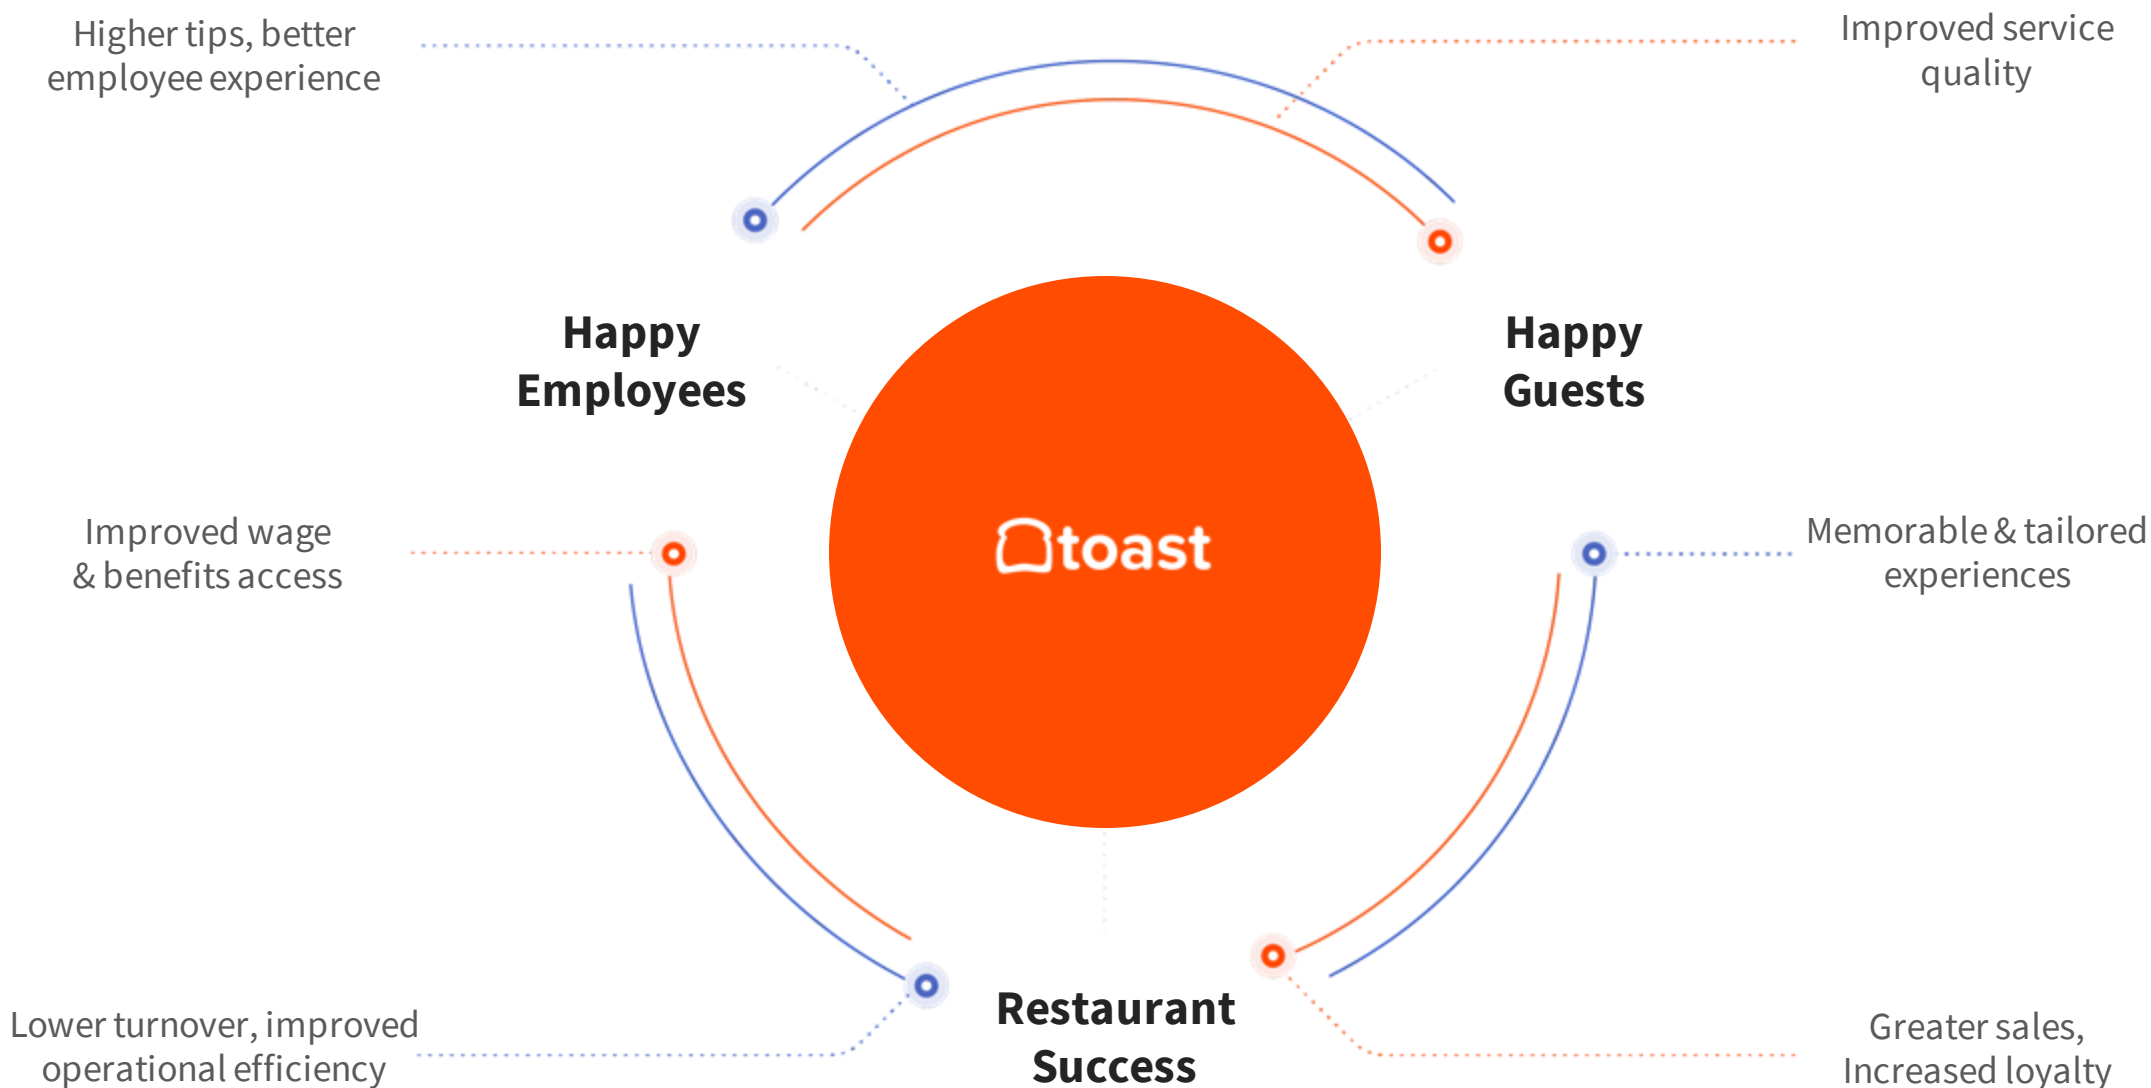 Higher tips, better
employee experience
Improved service
quality
Happy
Employees
Happy
Guests
toast
Improved wage
& benefits access
Memorable & tailored
experiences
Lower turnover, improved
operational efficiency
Restaurant
Success
Greater sales,
Increased loyalty